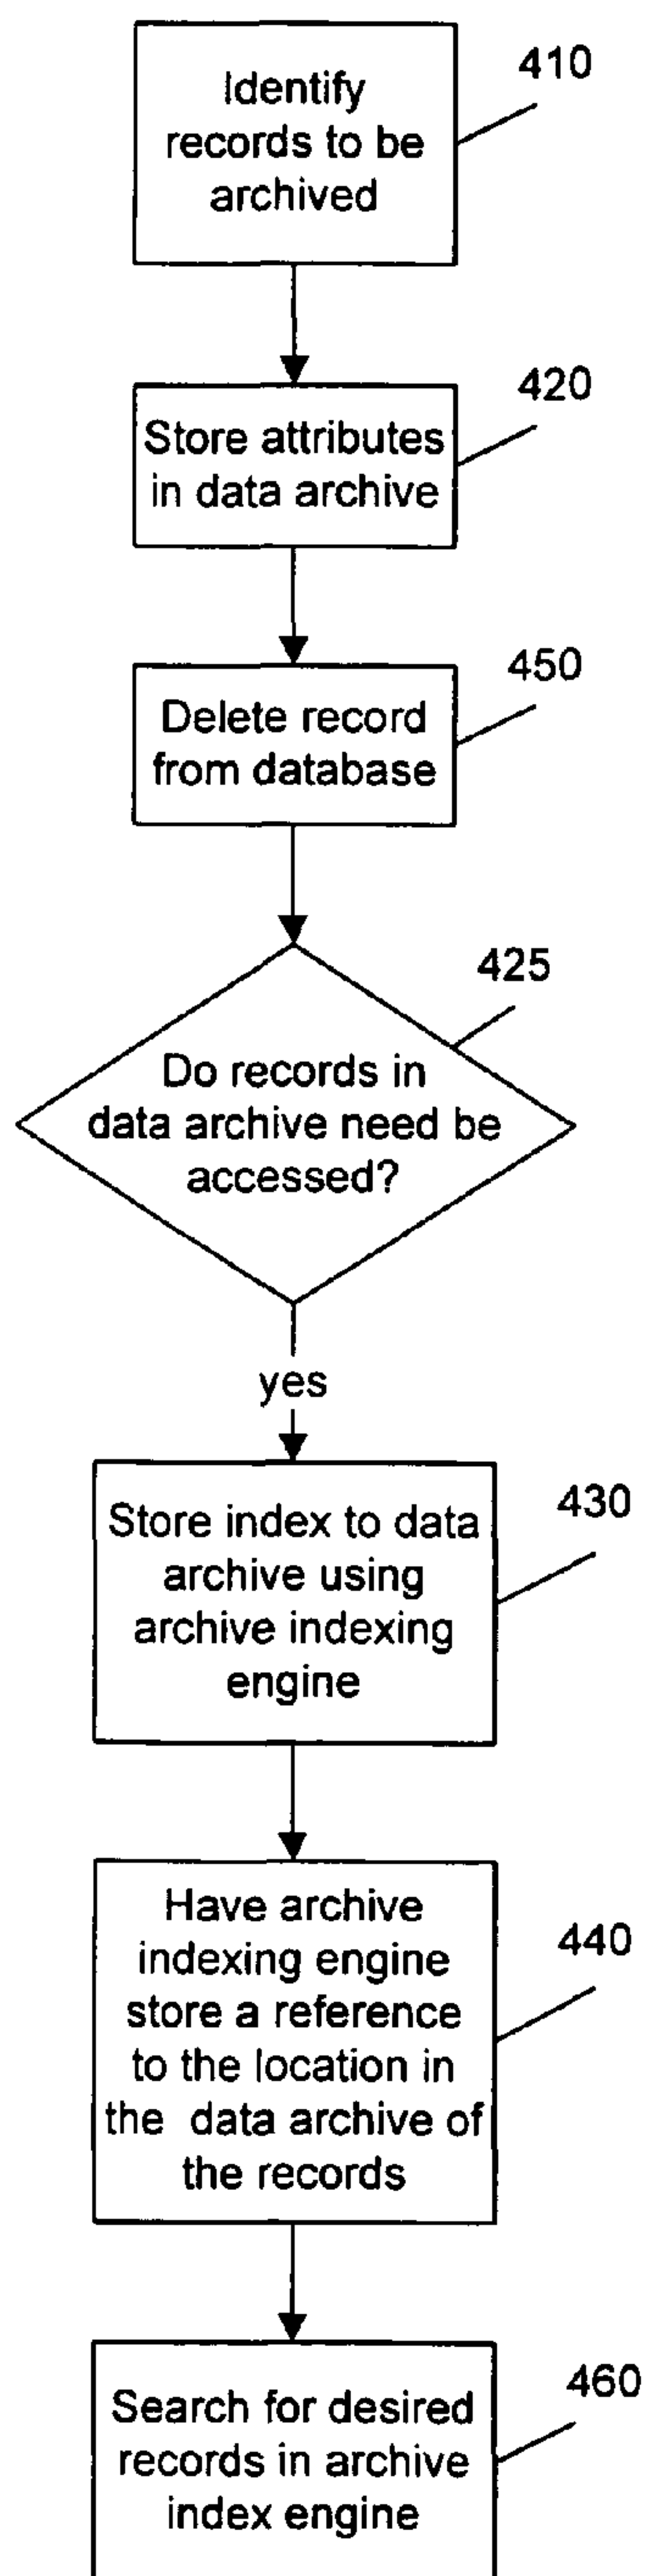 410
Identify
records to be
archived
420
Store attributes
in data archive
450
Delete record
from database
425
Do records in
data archive need be
accessed?
yes
430
Store index to data
archive using
archive indexing
engine
440
Have archive
indexing engine
store a reference
to the location in
the data archive of
the records
460
Search for desired
records in archive
index engine